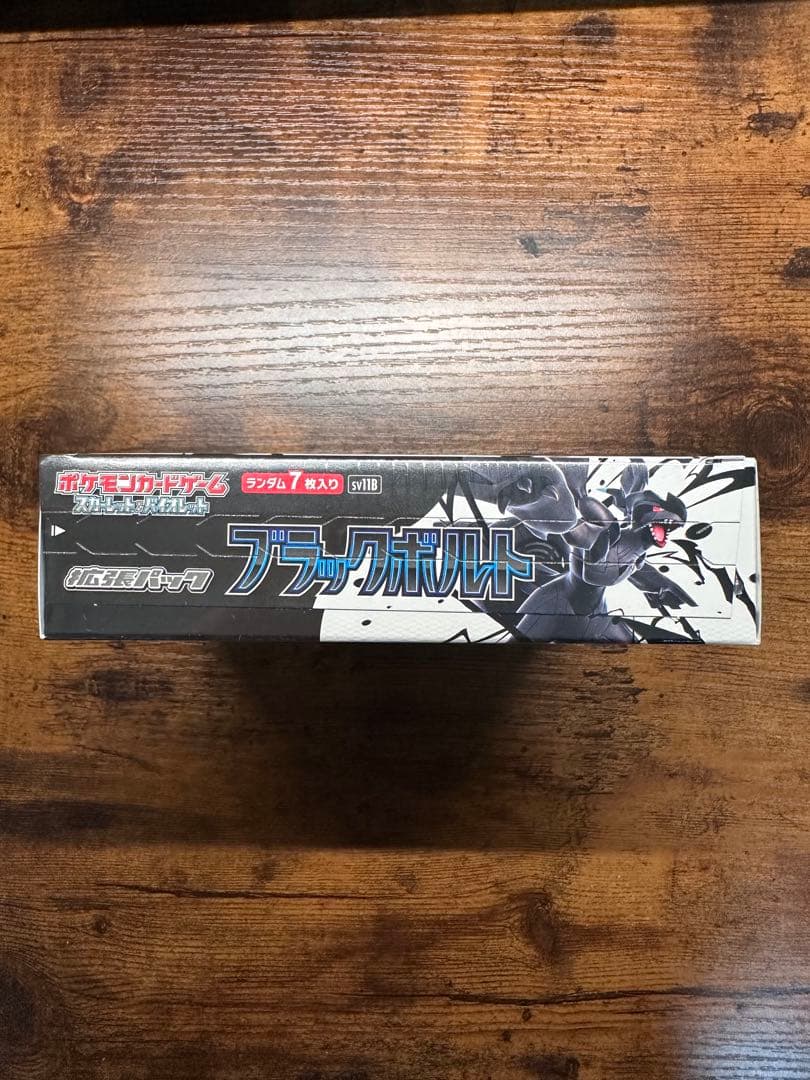 ポケモンカードゲーム
スカーレット&バイオレット
ランダム7枚入り
SV11B
拡張パック
ブラックボルト